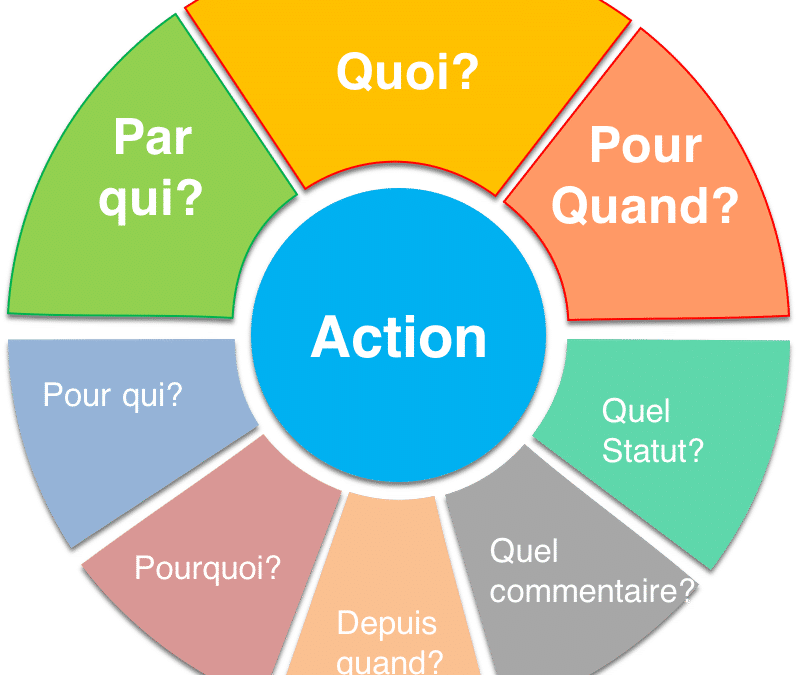 Quoi?
Par
qui?
Pour
Quand?
Action
Pour qui?
Quel
Statut?
Pourquoi?
Quel
commentaire?
Depuis
quand?